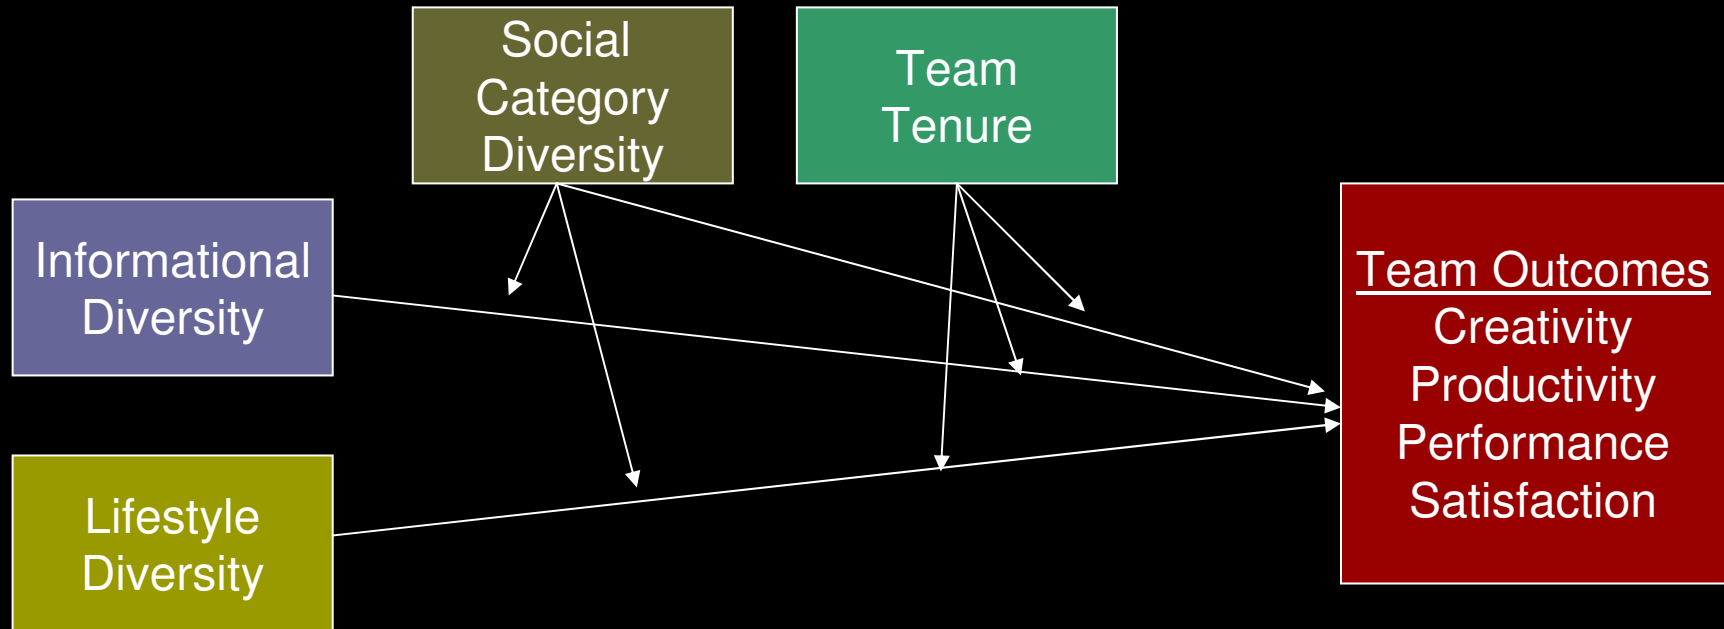 Social
Category
Diversity
Team
Tenure
Informational
Diversity
Lifestyle
Diversity
Team Outcomes
Creativity
Productivity
Performance
Satisfaction